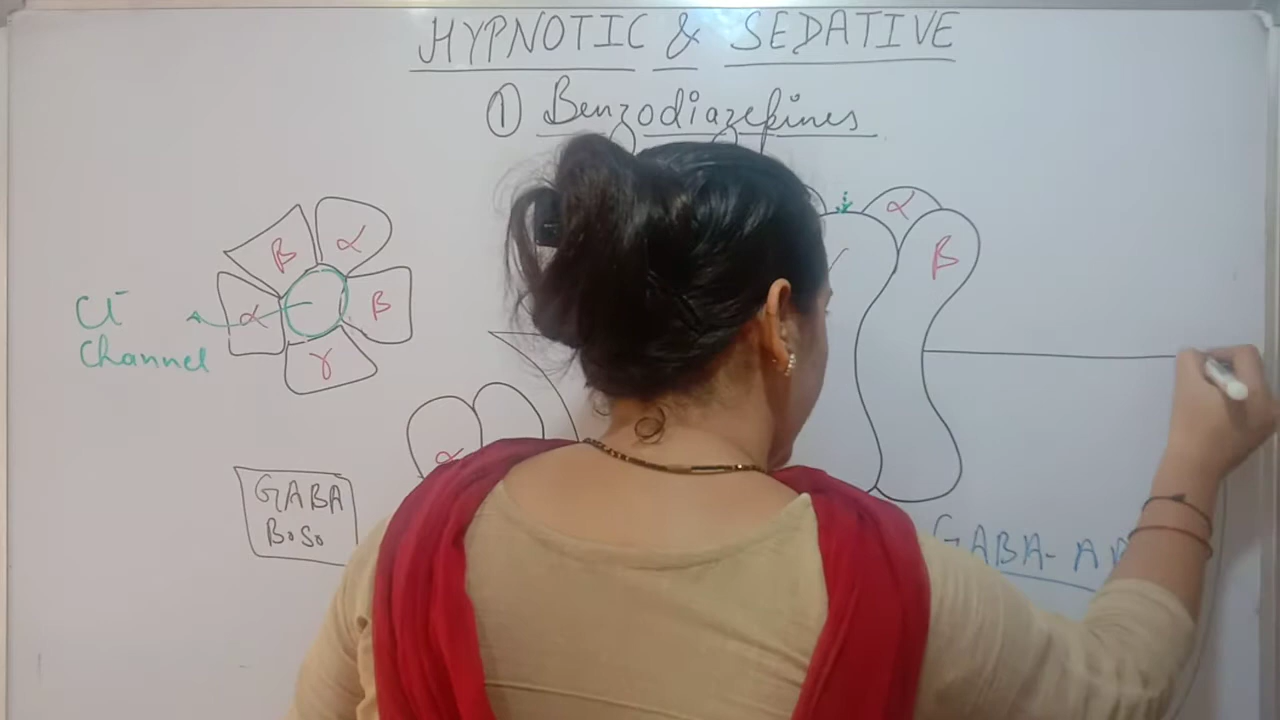 HYPNOTIC & SEDATIVE
① Benzodiazepines
β α
α β
γ
Cl⁻
Channel
α
β
α
GABA
B.S.
GABA-A